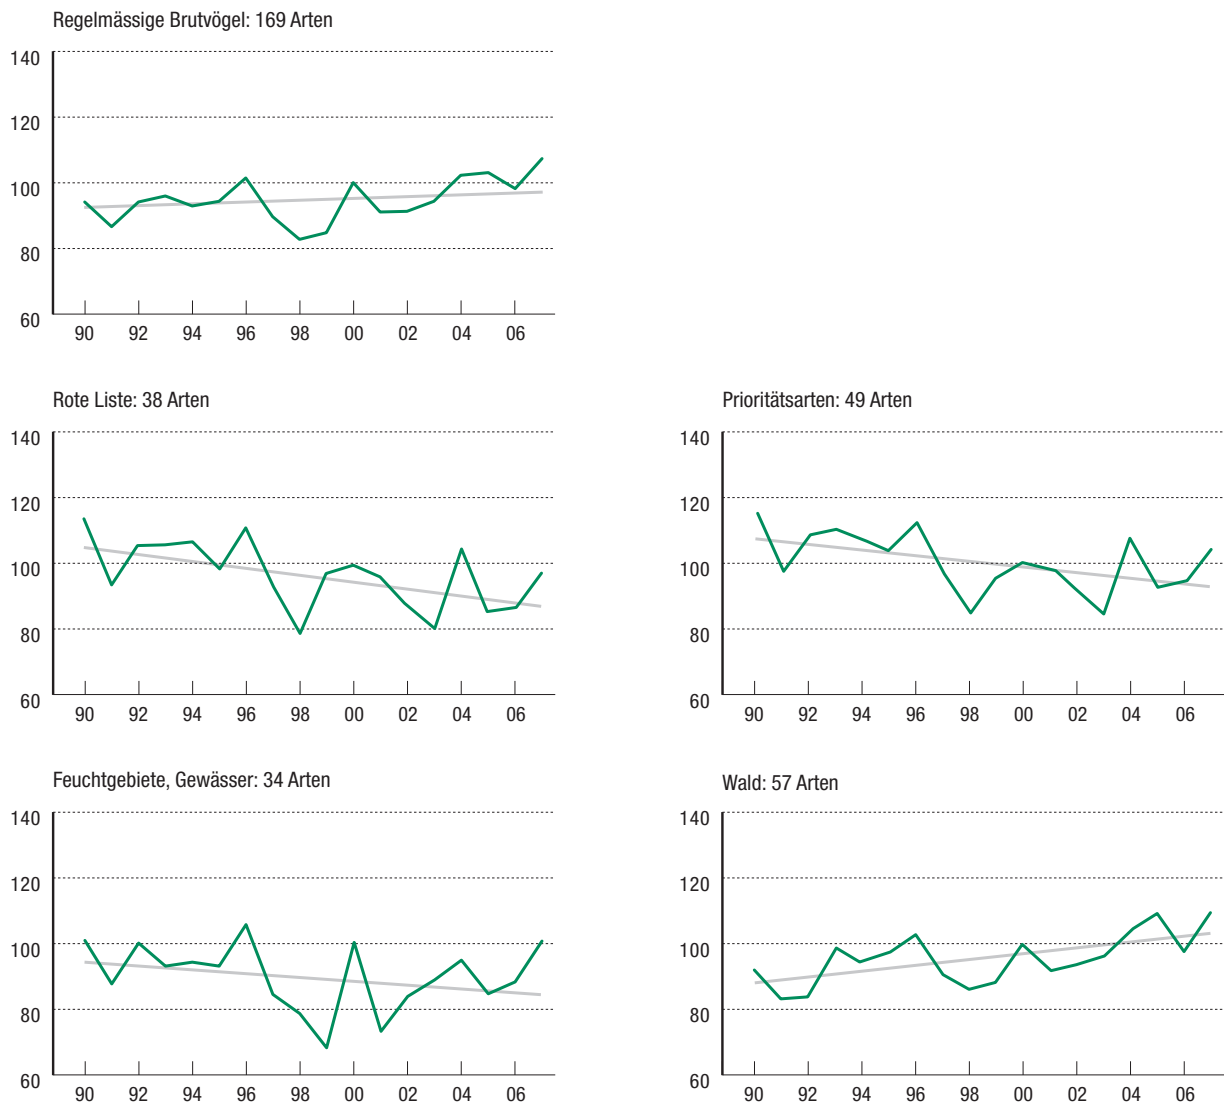 Regelmässige Brutvögel: 169 Arten
140
120
100
80
60
90 92 94 96 98 00 02 04 06
Rote Liste: 38 Arten
140
120
100
80
60
90 92 94 96 98 00 02 04 06
Prioritätsarten: 49 Arten
140
120
100
80
60
90 92 94 96 98 00 02 04 06
Feuchtgebiete, Gewässer: 34 Arten
140
120
100
80
60
90 92 94 96 98 00 02 04 06
Wald: 57 Arten
140
120
100
80
60
90 92 94 96 98 00 02 04 06